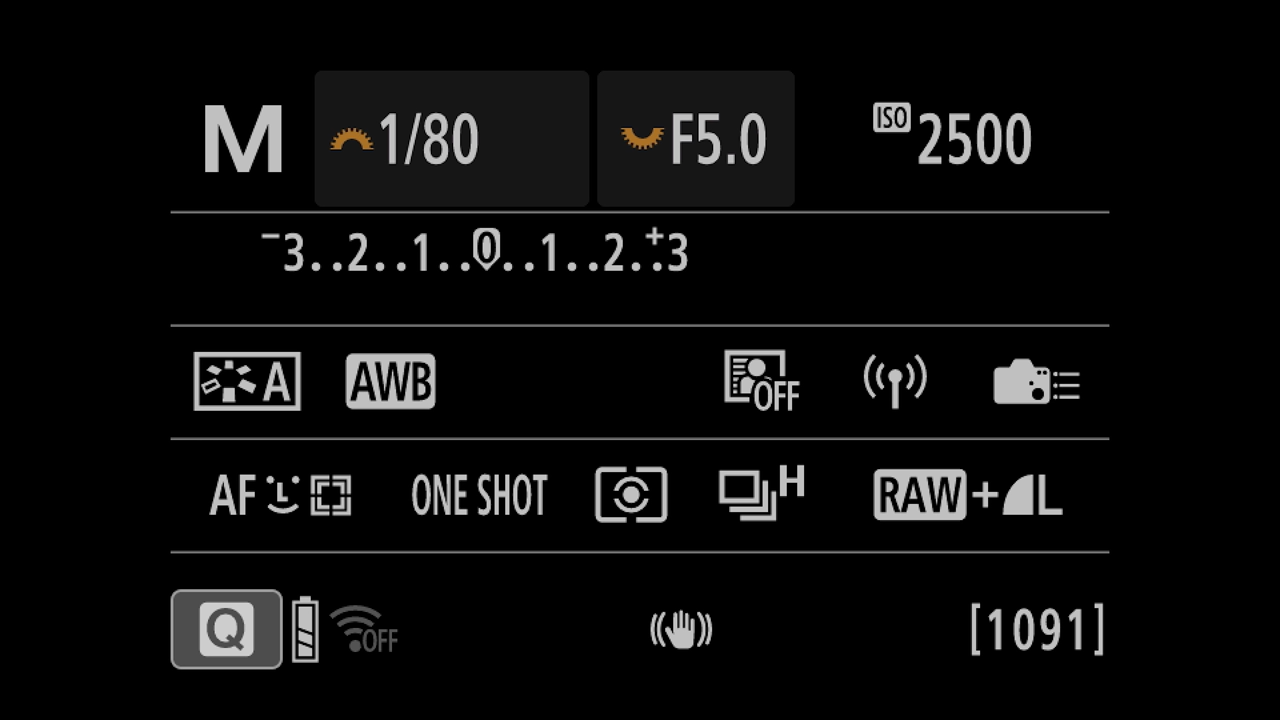 M 1/80 F5.0 ISO 2500
-3..2..1..0..1..2.+.3
A AWB OFF
AF ONE SHOT H RAW+L
Q OFF [1091]